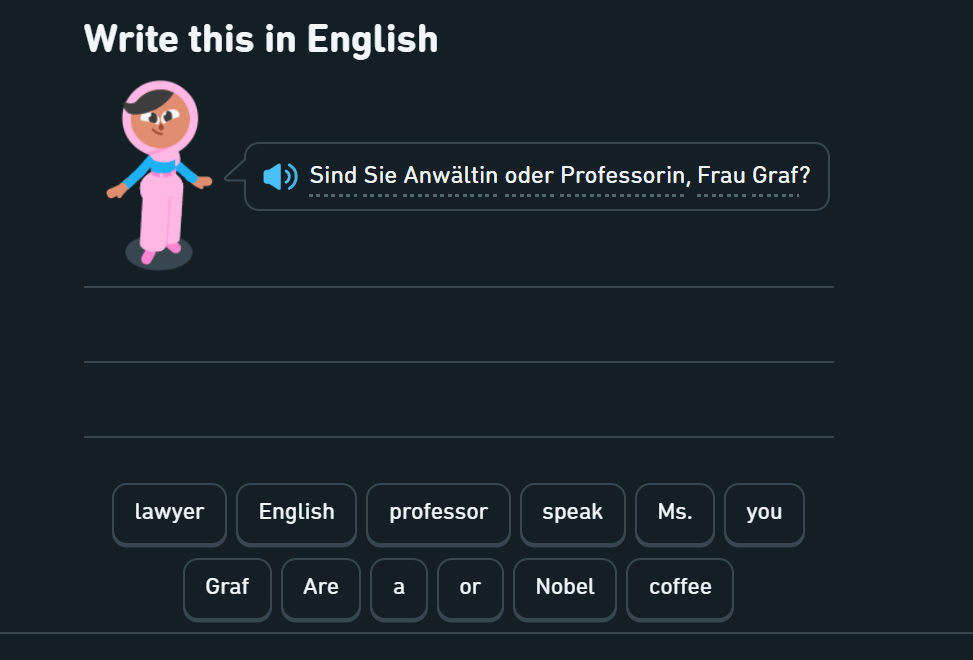 Write this in English
Sind Sie Anwältin oder Professorin, Frau Graf?
lawyer English professor speak Ms. you
Graf Are a or Nobel coffee